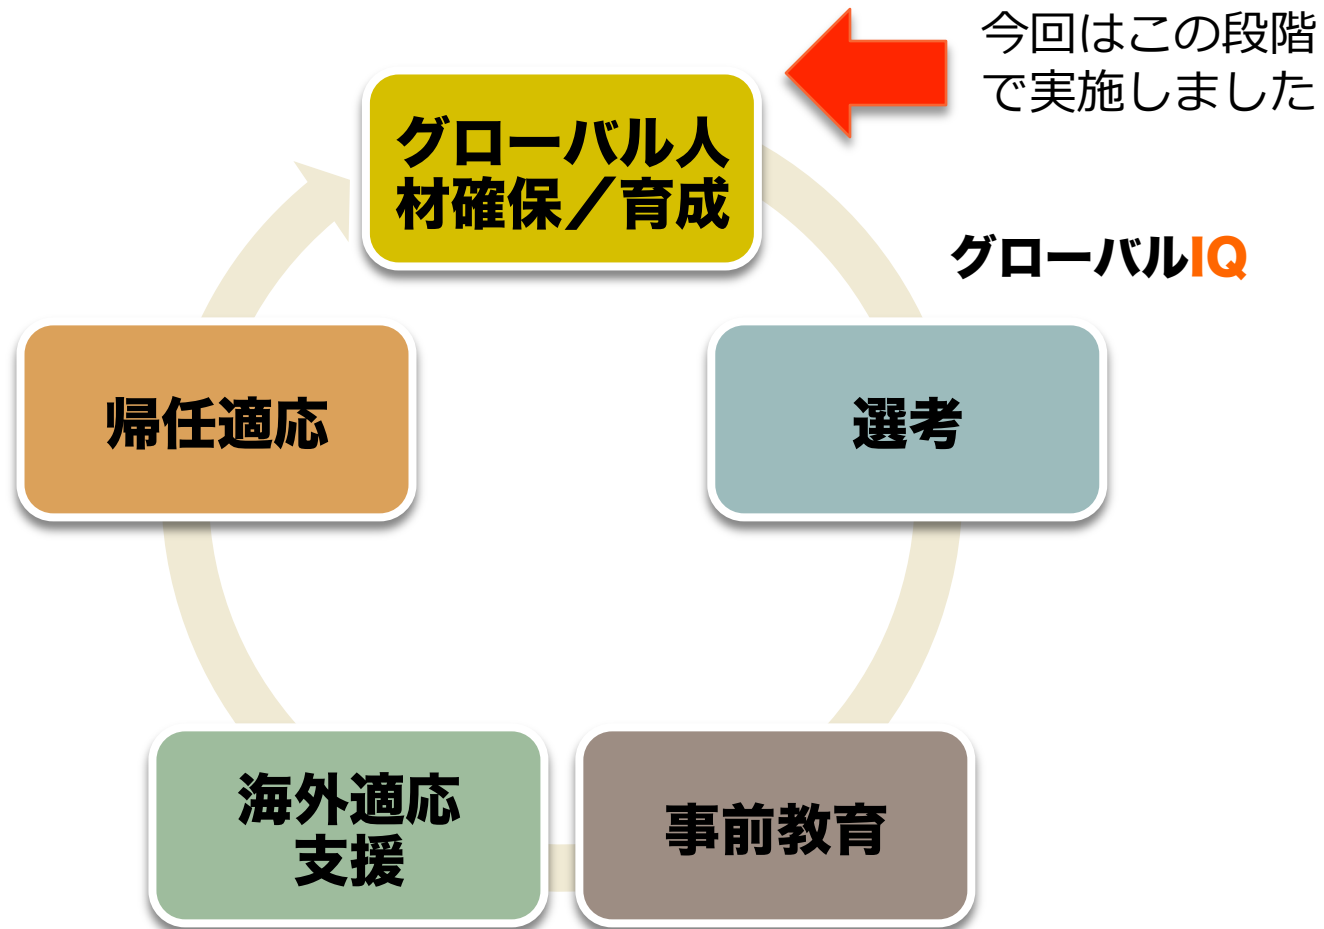 今回はこの段階
で実施しました
グローバル人
材確保／育成
グローバルIQ
帰任適応
選考
海外適応
支援
事前教育